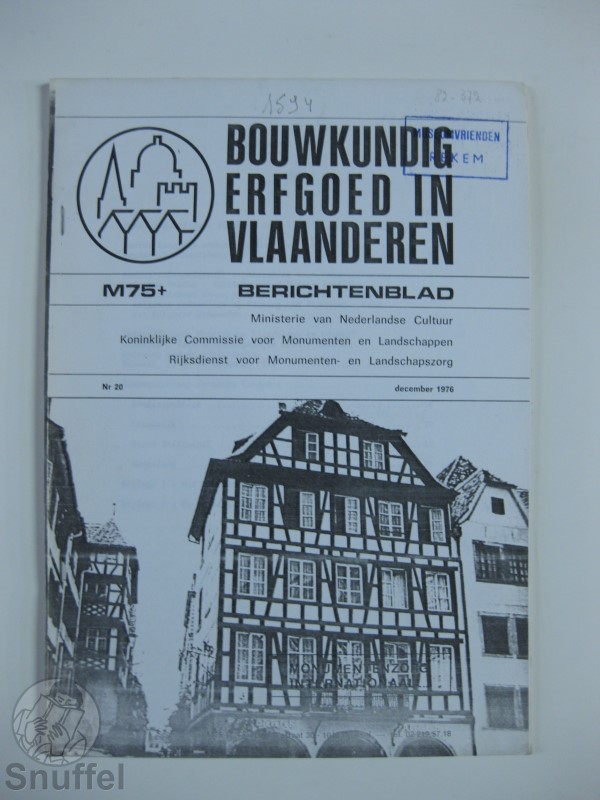 1594
BOUWKUNDIG
ERFGOED IN
VLAANDEREN
REKEM
M75+ BERICHTENBLAD
Ministerie van Nederlandse Cultuur
Koninklijke Commissie voor Monumenten en Landschappen
Rijksdienst voor Monumenten- en Landschapszorg
Nr 20 december 1976
MONUMENTENZORG
INTERNATIONAAL
Snuffel